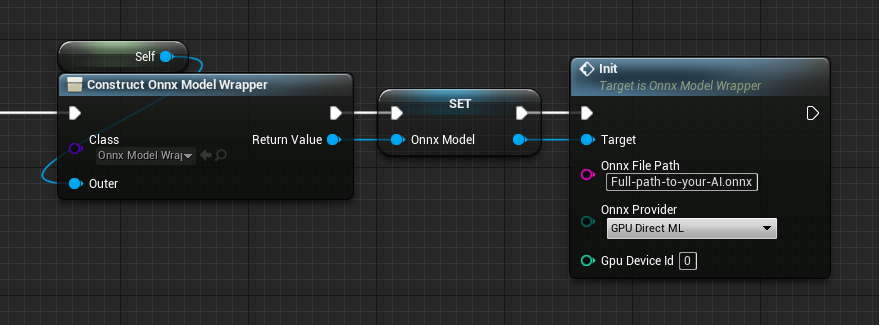 Self
Construct Onnx Model Wrapper
Class
Onnx Model Wrap
Return Value
Outer
SET
Onnx Model
Init
Target is Onnx Model Wrapper
Target
Onnx File Path
Full-path-to-your-AI.onnx
Onnx Provider
GPU Direct ML
Gpu Device Id 0